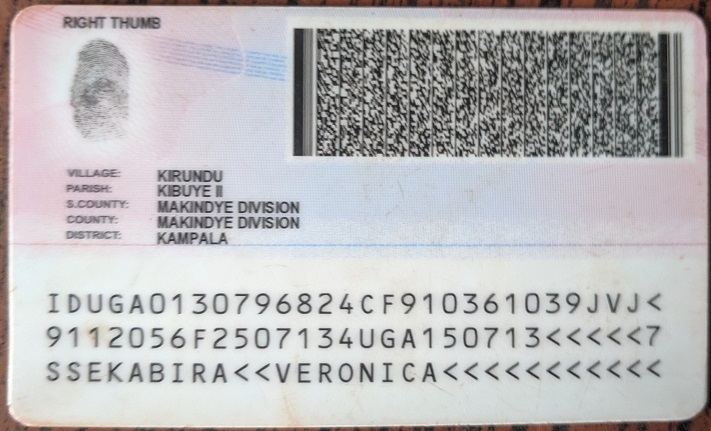 RIGHT THUMB
VILLAGE: KIRUNDU
PARISH: KIBUYE II
S.COUNTY: MAKINDYE DIVISION
COUNTY: MAKINDYE DIVISION
DISTRICT: KAMPALA
IDUGA0130796824CF910361039JVJ<
9112056F2507134UGA150713<<<<<7
SSEKABIRA<<VERONICA<<<<<<<<<<<